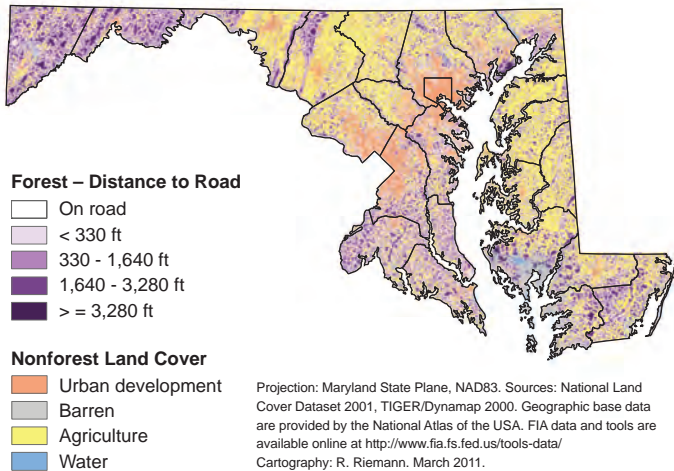 Forest – Distance to Road
On road
< 330 ft
330 - 1,640 ft
1,640 - 3,280 ft
> = 3,280 ft
Nonforest Land Cover
Urban development
Barren
Agriculture
Water
Projection: Maryland State Plane, NAD83. Sources: National Land
Cover Dataset 2001, TIGER/Dynamap 2000. Geographic base data
are provided by the National Atlas of the USA. FIA data and tools are
available online at http://www.fia.fs.fed.us/tools-data/
Cartography: R. Riemann. March 2011.